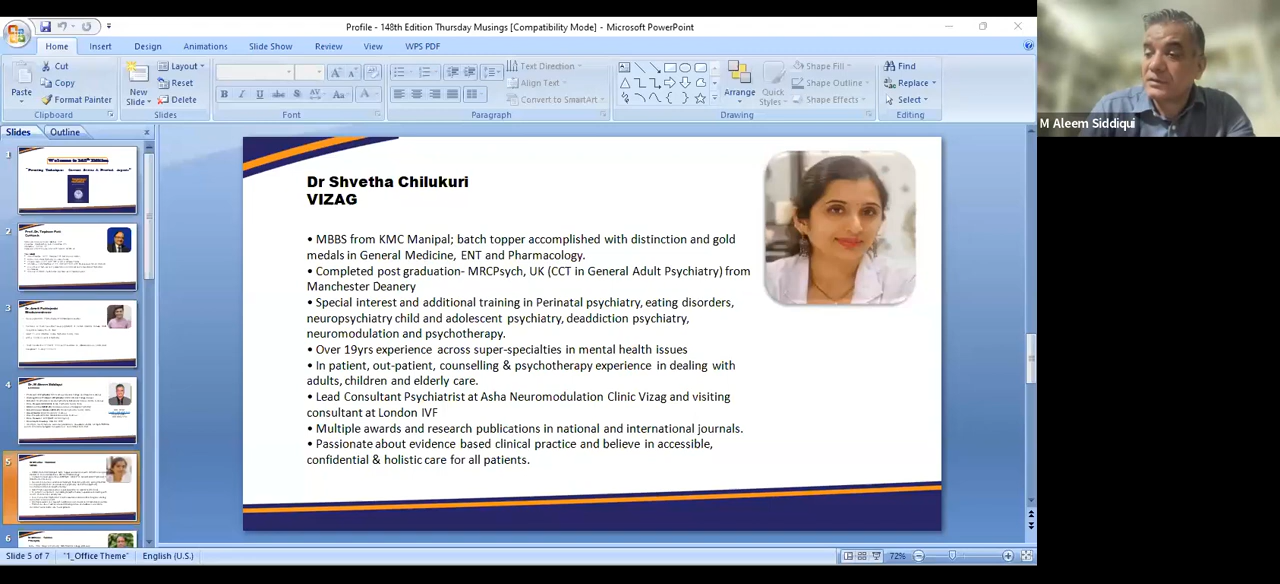 Profile - 148th Edition Thursday Musings [Compatibility Mode] - Microsoft PowerPoint
Home Insert Design Animations Slide Show Review View WPS PDF
Paste Cut Copy Format Painter Clipboard
New Slide Layout Reset Delete Slides
B I U abc S AV Aa A Font
Text Direction Align Text Convert to SmartArt Paragraph
Arrange Quick Styles Shape Fill Shape Outline Shape Effects Drawing
Find Replace Select Editing
M Aleem Siddiqui
Slides Outline
1
2
3
4
5
6
Dr Shvetha Chilukuri
VIZAG
• MBBS from KMC Manipal; batch topper accomplished with distinction and gold
medals in General Medicine, ENT and pharmacology.
• Completed post graduation- MRCPsych, UK (CCT in General Adult Psychiatry) from
Manchester Deanery
• Special interest and additional training in Perinatal psychiatry, eating disorders,
neuropsychiatry child and adolescent psychiatry, deaddiction psychiatry,
neuromodulation and psychotherapy.
• Over 19yrs experience across super-specialties in mental health issues
• In patient, out-patient, counselling & psychotherapy experience in dealing with
adults, children and elderly care.
• Lead Consultant Psychiatrist at Asha Neuromodulation Clinic Vizag and visiting
consultant at London IVF
• Multiple awards and research publications in national and international journals.
• Passionate about evidence based clinical practice and believe in accessible,
confidential & holistic care for all patients.
Slide 5 of 7 "1_Office Theme" English (U.S.) 72%